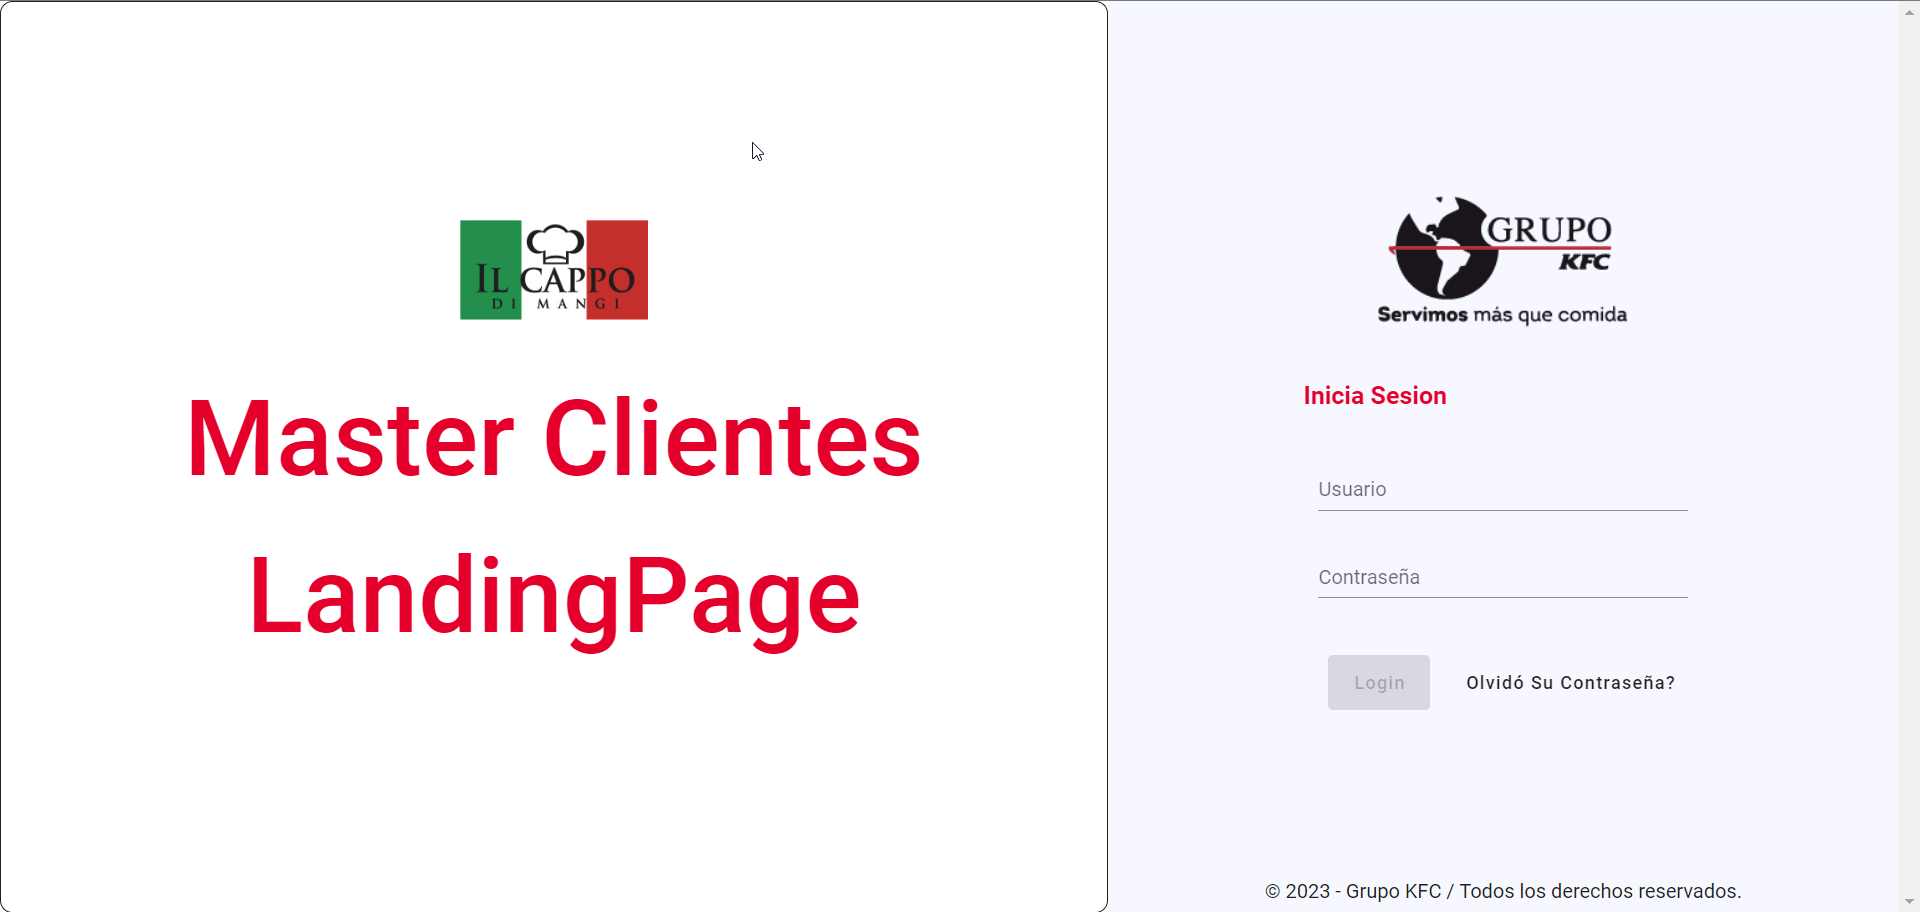 IL CAPPO
DI MANGI
Master Clientes
LandingPage
GRUPO
KFC
Servimos más que comida
Inicia Sesion
Usuario
Contraseña
Login
Olvidó Su Contraseña?
© 2023 - Grupo KFC / Todos los derechos reservados.